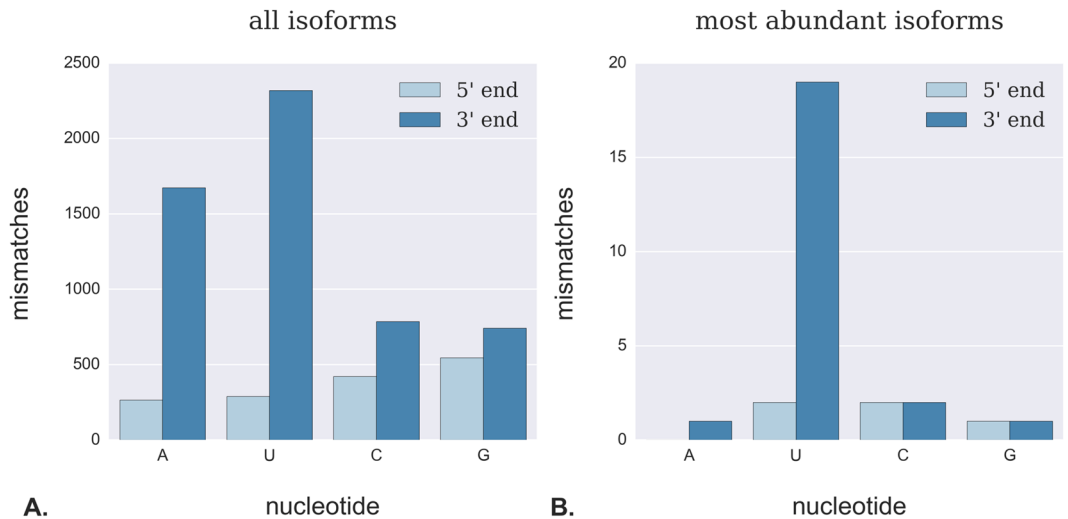 all isoforms
2500
2000
1500
1000
500
0
mismatches
5' end
3' end
A U C G
nucleotide
A.
most abundant isoforms
20
15
10
5
0
mismatches
5' end
3' end
A U C G
nucleotide
B.